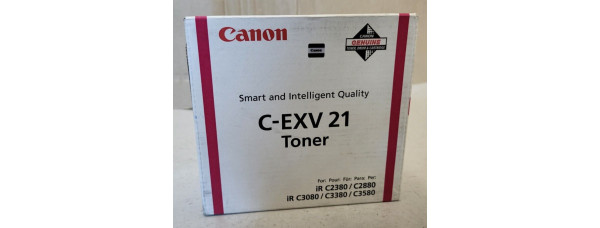 Canon
GENUINE
Smart and Intelligent Quality
C-EXV 21
Toner
For: Pour: Für: Para: Per:
iR C2380 / C2880
iR C3080 / C3380 / C3580